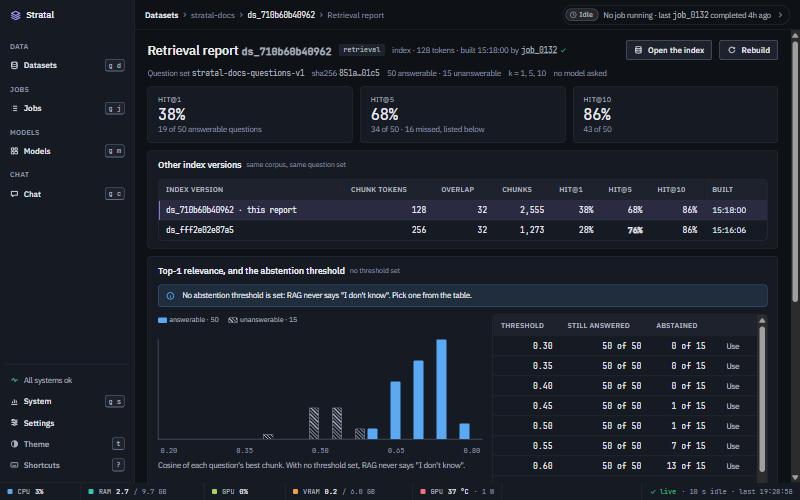 Stratal
Datasets › stratal-docs › ds_710b60b40962 › Retrieval report
Idle No job running · last job_0132 completed 4h ago
DATA
Datasets g d
JOBS
Jobs g j
MODELS
Models g m
CHAT
Chat g c
All systems ok
System g s
Settings
Theme t
Shortcuts ?
Retrieval report ds_710b60b40962 retrieval index · 128 tokens · built 15:18:00 by job_0132 ✓
Open the index
Rebuild
Question set stratal-docs-questions-v1 sha256 851a…01c5 50 answerable · 15 unanswerable k = 1, 5, 10 no model asked
HIT@1
38%
19 of 50 answerable questions
HIT@5
68%
34 of 50 · 16 missed, listed below
HIT@10
86%
43 of 50
Other index versions same corpus, same question set
INDEX VERSION CHUNK TOKENS OVERLAP CHUNKS HIT@1 HIT@5 HIT@10 BUILT
ds_710b60b40962 · this report 128 32 2,555 38% 68% 86% 15:18:00
ds_fff2e02e87a5 256 32 1,273 28% 76% 86% 15:16:06
Top-1 relevance, and the abstention threshold no threshold set
No abstention threshold is set: RAG never says "I don't know". Pick one from the table.
answerable · 50 unanswerable · 15
0.20 0.35 0.50 0.65 0.80
Cosine of each question's best chunk. With no threshold set, RAG never says "I don't know".
THRESHOLD STILL ANSWERED ABSTAINED
0.30 50 of 50 0 of 15 Use
0.35 50 of 50 0 of 15 Use
0.40 50 of 50 0 of 15 Use
0.45 50 of 50 1 of 15 Use
0.50 50 of 50 1 of 15 Use
0.55 50 of 50 7 of 15 Use
0.60 50 of 50 13 of 15 Use
CPU 3% RAM 2.7 / 9.7 GB GPU 0% VRAM 0.2 / 6.0 GB GPU 37 °C · 1 W ✓ live · 18 s idle · last 19:28:58